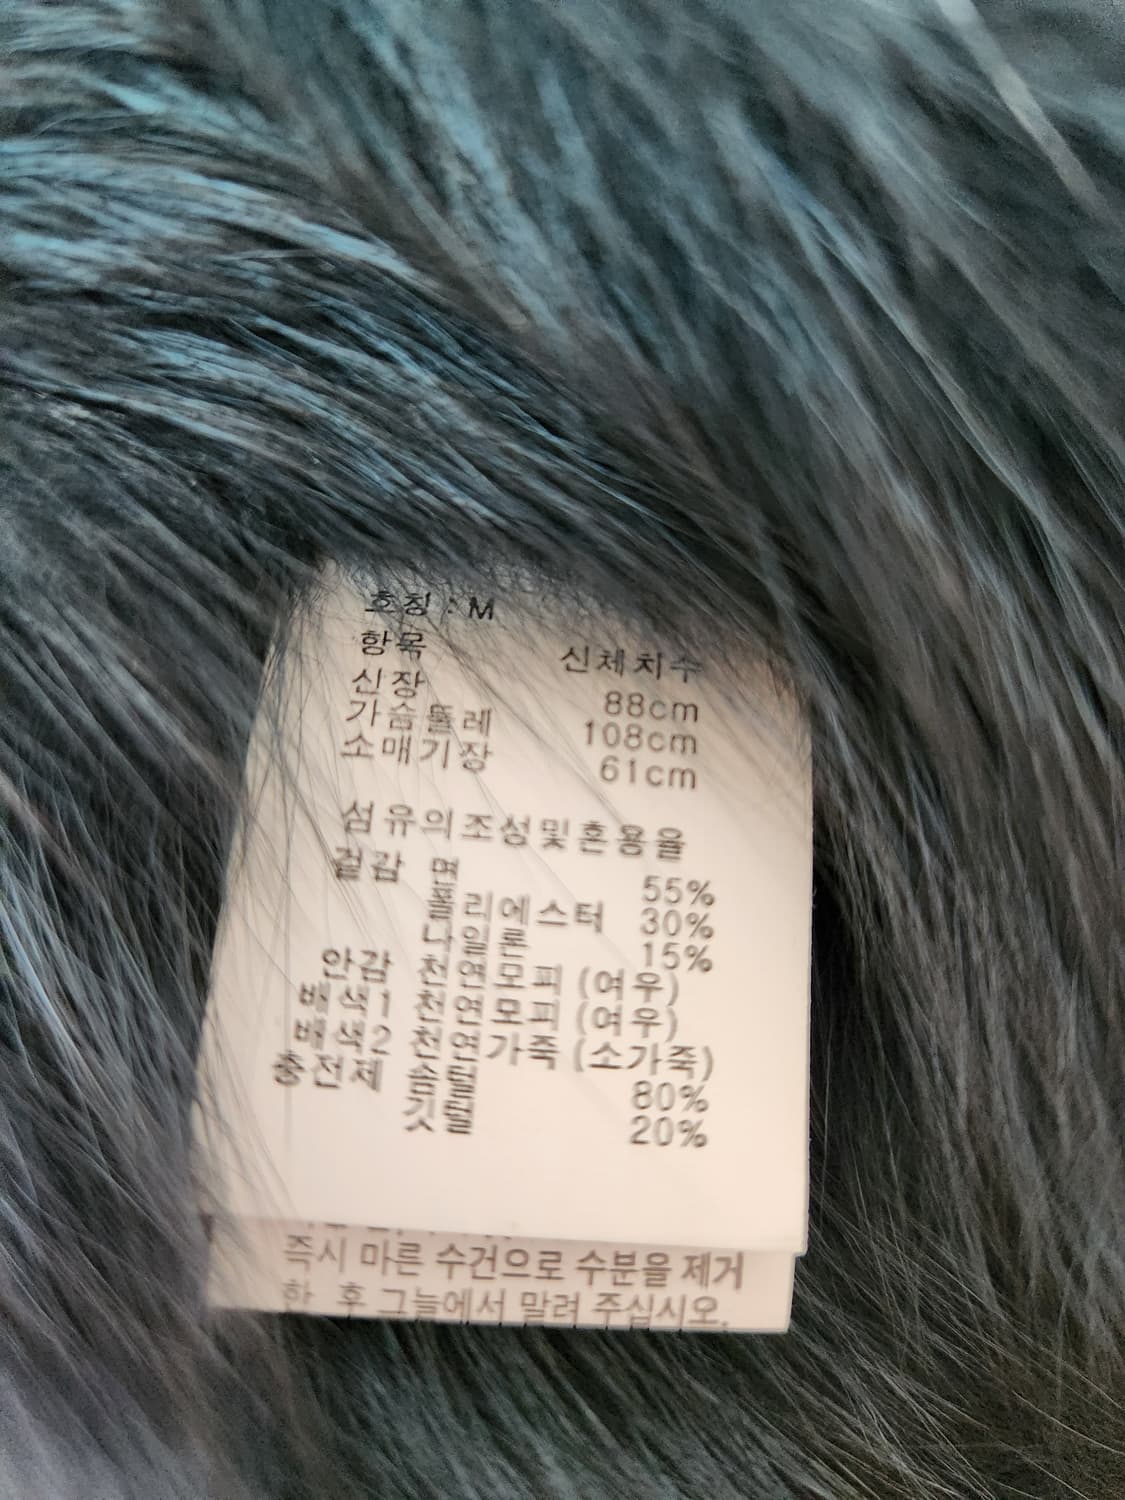 호칭 : M
항목 신체치수
신장 88cm
가슴둘레 108cm
소매기장 61cm
섬유의조성및혼용율
겉감 면 55%
폴리에스터 30%
나일론 15%
안감 천연모피 (여우)
배색1 천연모피 (여우)
배색2 천연가죽 (소가죽)
충전제 솜털 80%
깃털 20%
즉시 마른 수건으로 수분을 제거
한 후 그늘에서 말려 주십시오.